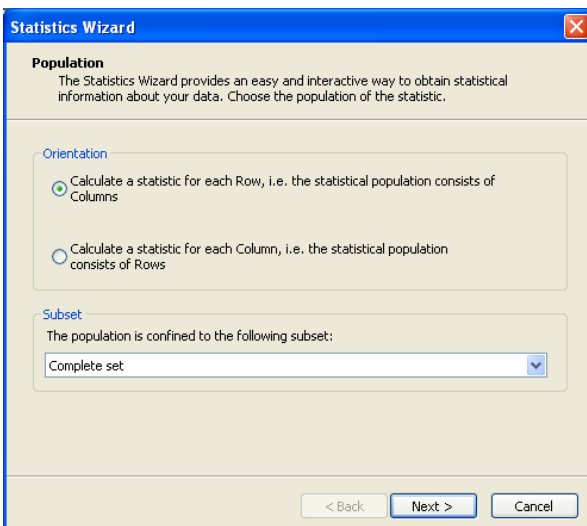 Statistics Wizard
Population
The Statistics Wizard provides an easy and interactive way to obtain statistical
information about your data. Choose the population of the statistic.
Orientation
Calculate a statistic for each Row, i.e. the statistical population consists of
Columns
Calculate a statistic for each Column, i.e. the statistical population
consists of Rows
Subset
The population is confined to the following subset:
Complete set
< Back Next > Cancel